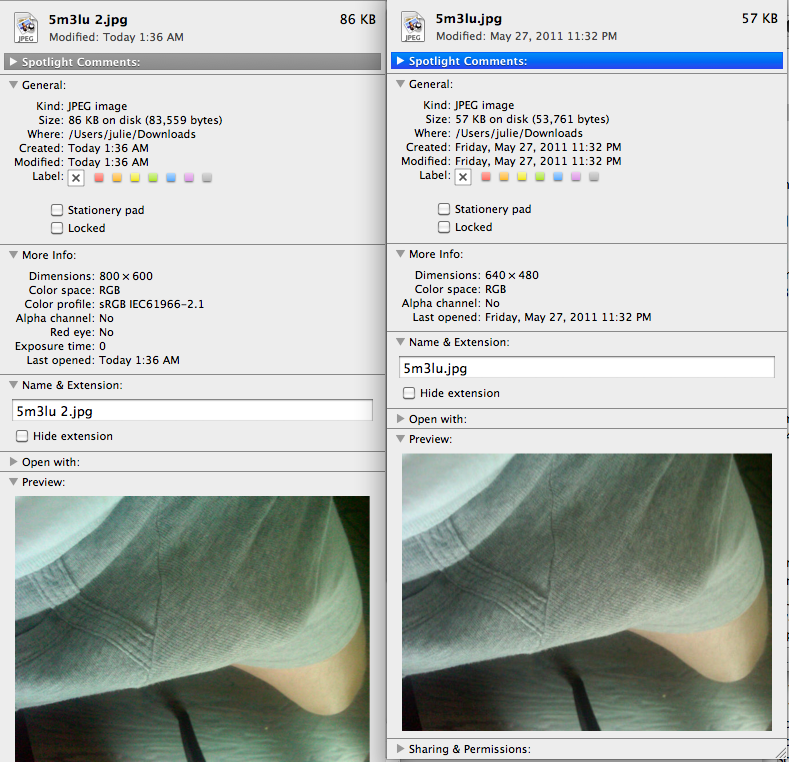 5m3lu 2.jpg 86 KB
Modified: Today 1:36 AM
Spotlight Comments:
General:
Kind: JPEG image
Size: 86 KB on disk (83,559 bytes)
Where: /Users/julie/Downloads
Created: Today 1:36 AM
Modified: Today 1:36 AM
Label:
Stationery pad
Locked
More Info:
Dimensions: 800 × 600
Color space: RGB
Color profile: sRGB IEC61966-2.1
Alpha channel: No
Red eye: No
Exposure time: 0
Last opened: Today 1:36 AM
Name & Extension:
5m3lu 2.jpg
Hide extension
Open with:
Preview:
JPEG
5m3lu.jpg 57 KB
Modified: May 27, 2011 11:32 PM
Spotlight Comments:
General:
Kind: JPEG image
Size: 57 KB on disk (53,761 bytes)
Where: /Users/julie/Downloads
Created: Friday, May 27, 2011 11:32 PM
Modified: Friday, May 27, 2011 11:32 PM
Label:
Stationery pad
Locked
More Info:
Dimensions: 640 × 480
Color space: RGB
Alpha channel: No
Last opened: Friday, May 27, 2011 11:32 PM
Name & Extension:
5m3lu.jpg
Hide extension
Open with:
Preview:
Sharing & Permissions:
JPEG